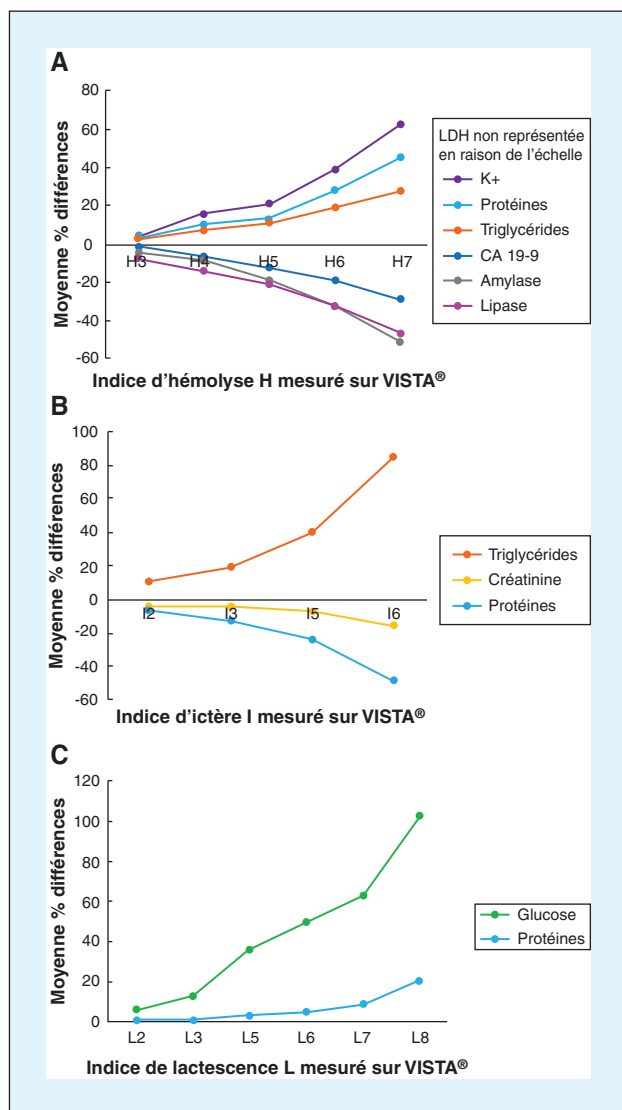 A
80
60
40
20
0
-20
-40
-60
Moyenne % différences
H3
H4
H5
H6
H7
Indice d'hémolyse H mesuré sur VISTA®
LDH non représentée
en raison de l'échelle
K+
Protéines
Triglycérides
CA 19-9
Amylase
Lipase
B
100
80
60
40
20
0
-20
-40
-60
Moyenne % différences
I2
I3
I5
I6
Indice d'ictère I mesuré sur VISTA®
Triglycérides
Créatinine
Protéines
C
120
100
80
60
40
20
0
Moyenne % différences
L2
L3
L5
L6
L7
L8
Indice de lactescence L mesuré sur VISTA®
Glucose
Protéines